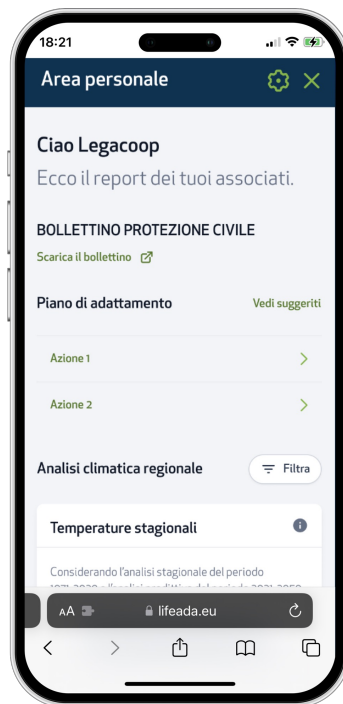 18:21
Area personale
Ciao Legacoop
Ecco il report dei tuoi associati.
BOLLETTINO PROTEZIONE CIVILE
Scarica il bollettino
Piano di adattamento
Vedi suggeriti
Azione 1
Azione 2
Analisi climatica regionale
Filtra
Temperature stagionali
Considerando l'analisi stagionale del periodo
AA
lifeada.eu